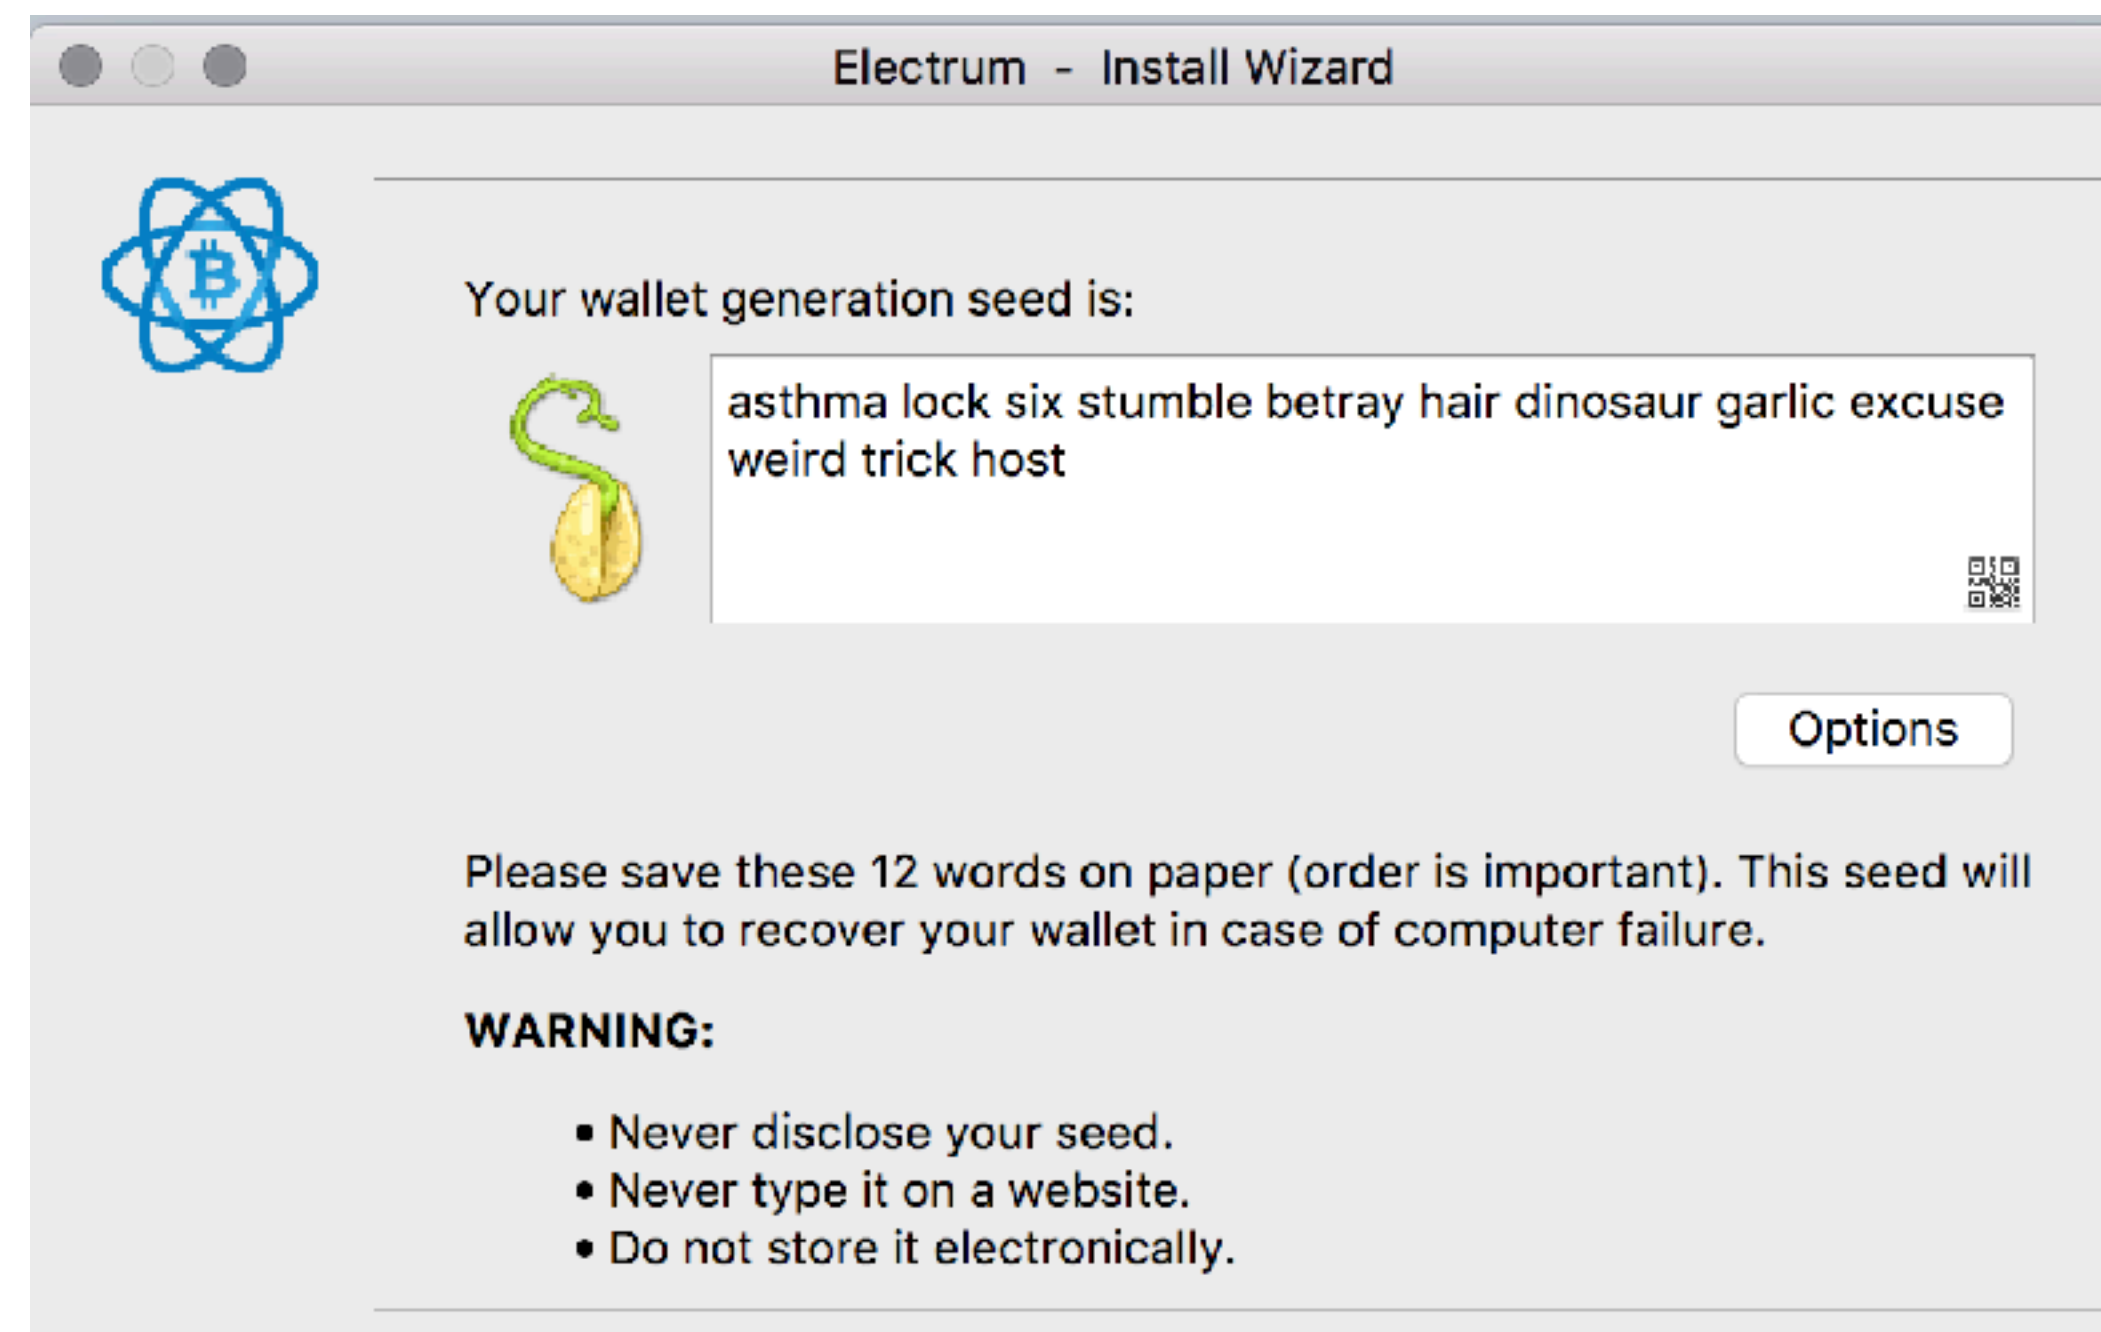 Electrum - Install Wizard
Your wallet generation seed is:
asthma lock six stumble betray hair dinosaur garlic excuse
weird trick host
Options
Please save these 12 words on paper (order is important). This seed will
allow you to recover your wallet in case of computer failure.
WARNING:
• Never disclose your seed.
• Never type it on a website.
• Do not store it electronically.